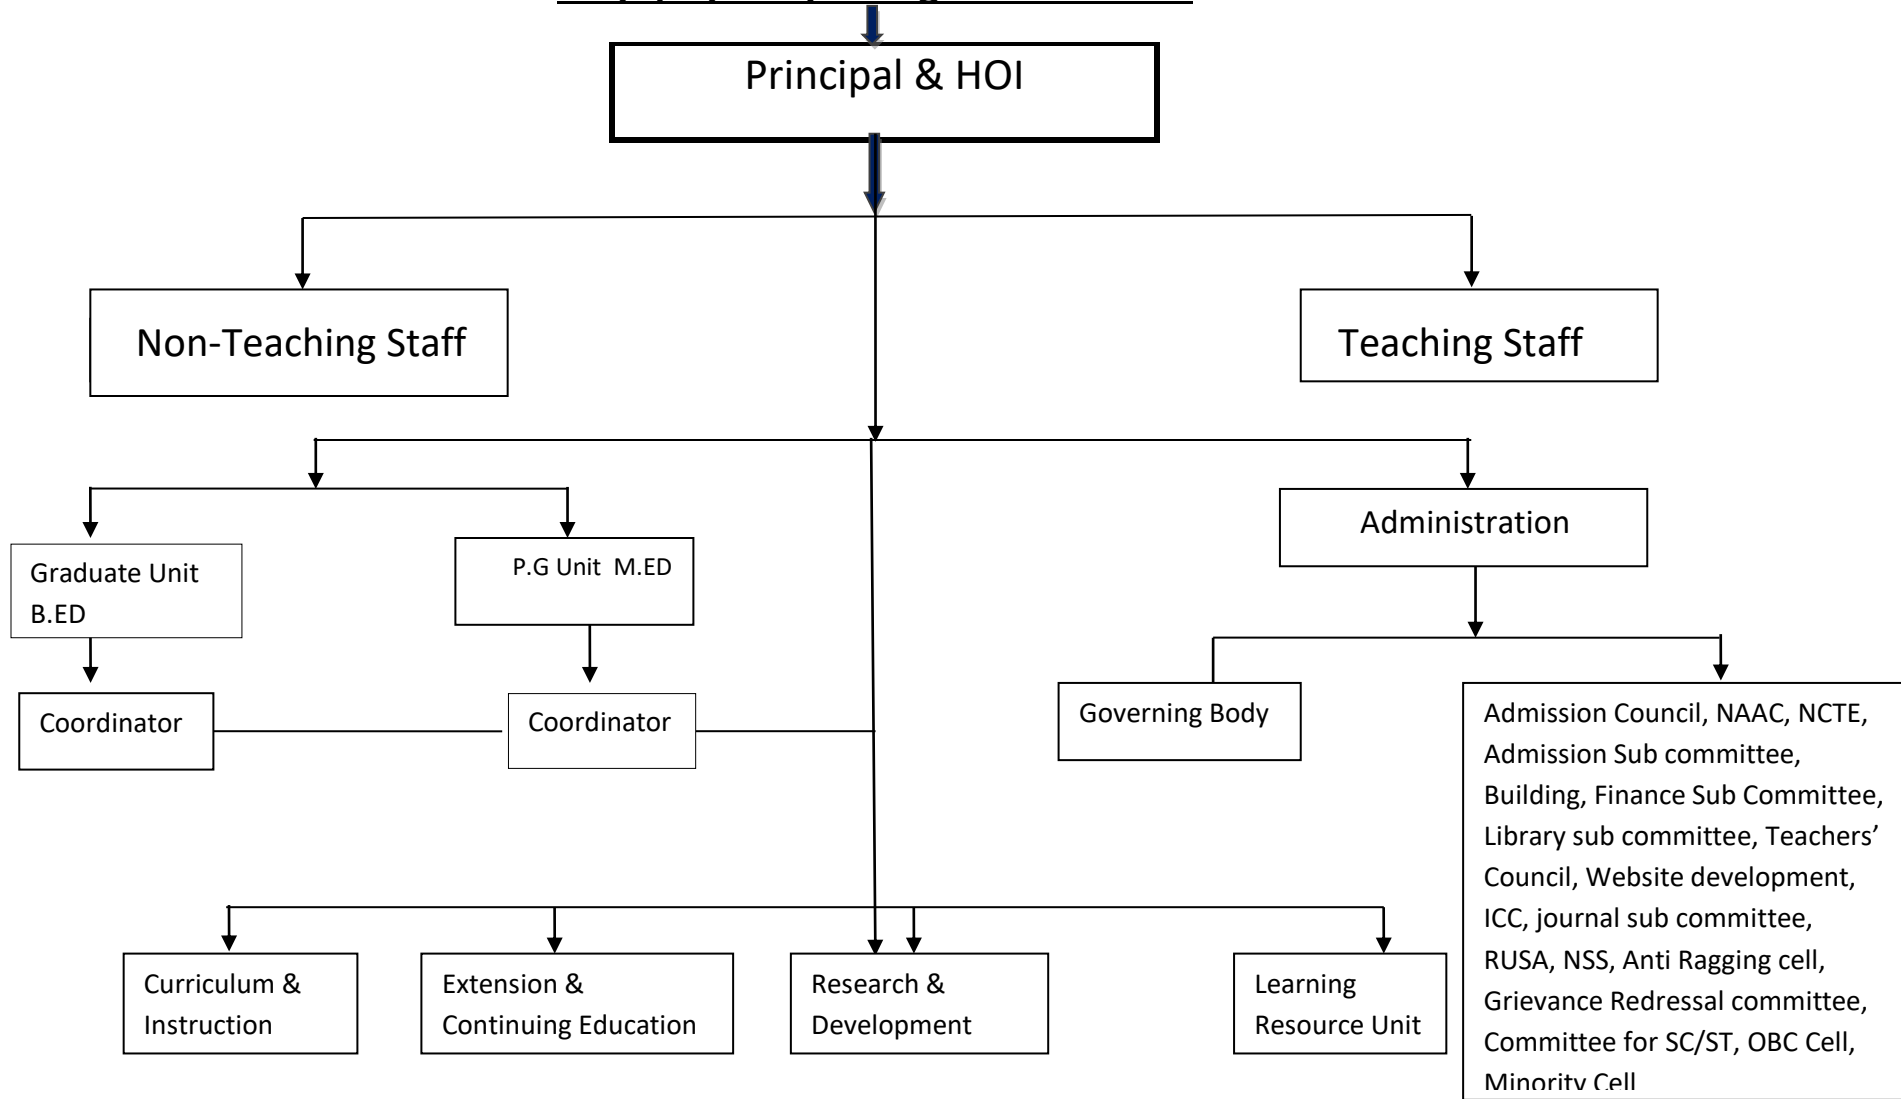 Principal & HOI
Non-Teaching Staff
Teaching Staff
Graduate Unit
B.ED
P.G Unit M.ED
Administration
Coordinator
Coordinator
Governing Body
Admission Council, NAAC, NCTE,
Admission Sub committee,
Building, Finance Sub Committee,
Library sub committee, Teachers’
Council, Website development,
ICC, journal sub committee,
RUSA, NSS, Anti Ragging cell,
Grievance Redressal committee,
Committee for SC/ST, OBC Cell,
Minority Cell
Curriculum &
Instruction
Extension &
Continuing Education
Research &
Development
Learning
Resource Unit